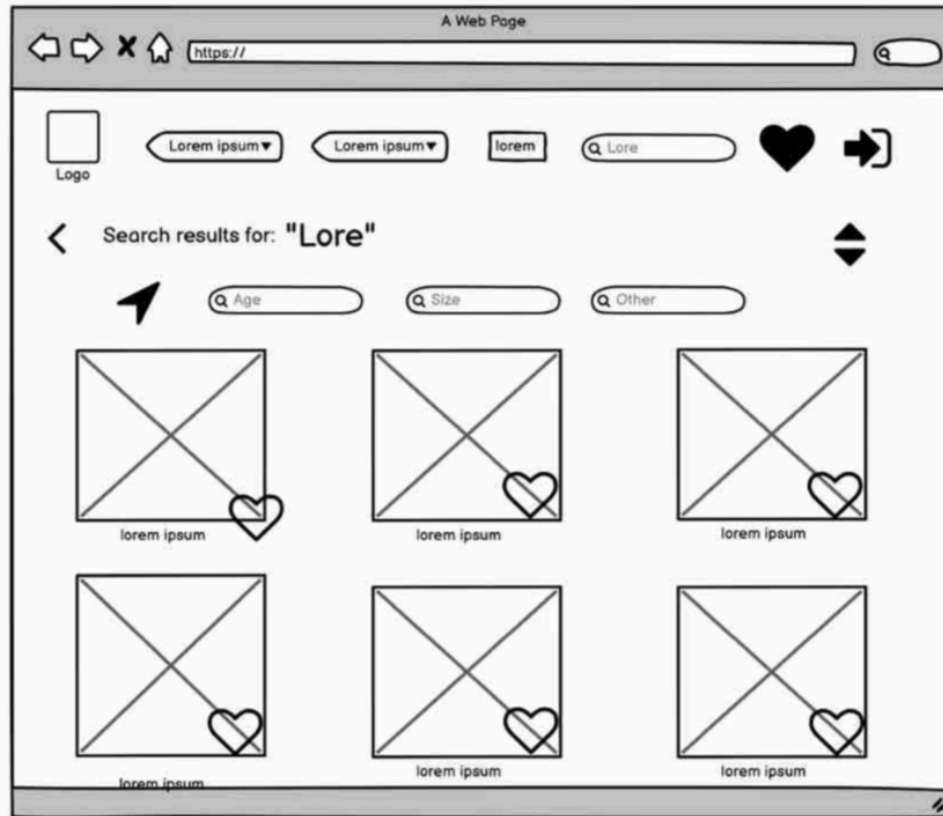 A Web Page
https://
Lorem ipsum Lorem ipsum lorem Lore
Logo
Search results for: "Lore"
Age Size Other
lorem ipsum lorem ipsum lorem ipsum
lorem ipsum lorem ipsum lorem ipsum